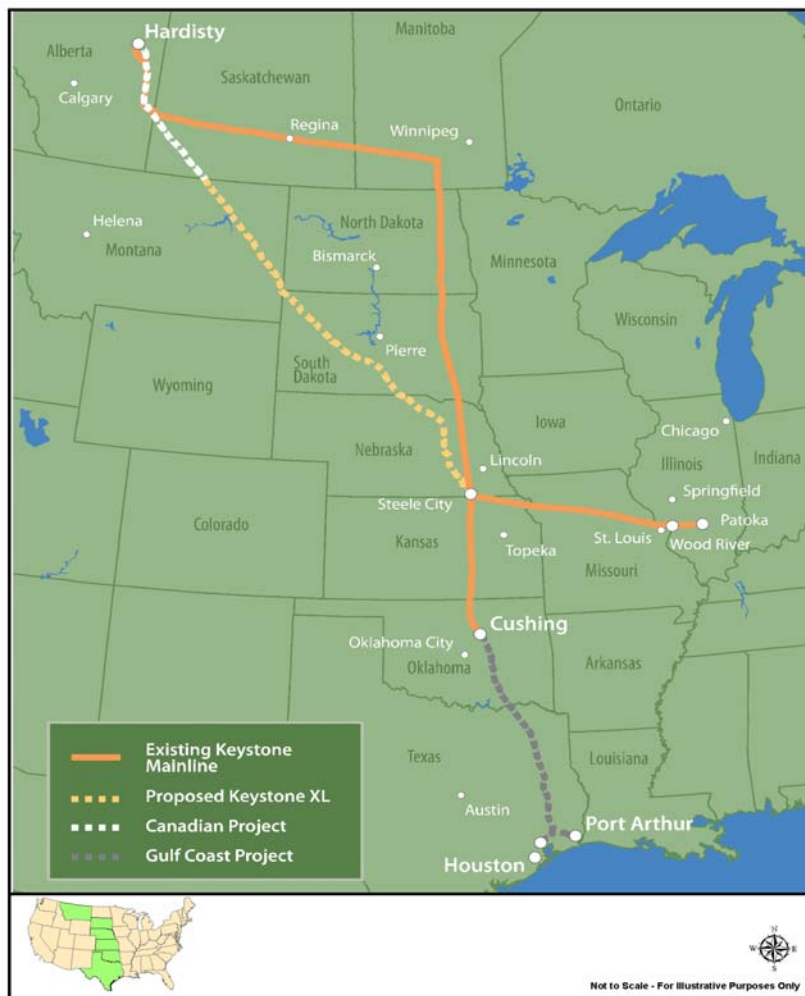 Hardisty
Manitoba
Alberta
Saskatchewan
Calgary
Ontario
Regina
Winnipeg
Helena
North Dakota
Montana
Bismarck
Minnesota
Wisconsin
Pierre
South
Dakota
Wyoming
Iowa
Chicago
Nebraska
Lincoln
Illinois
Indiana
Steele City
Springfield
Patoka
Colorado
Kansas
St. Louis
Wood River
Topeka
Missouri
Cushing
Oklahoma City
Oklahoma
Arkansas
Texas
Louisiana
Austin
Port Arthur
Houston
Existing Keystone
Mainline
Proposed Keystone XL
Canadian Project
Gulf Coast Project
N
W
E
S
Not to Scale - For Illustrative Purposes Only